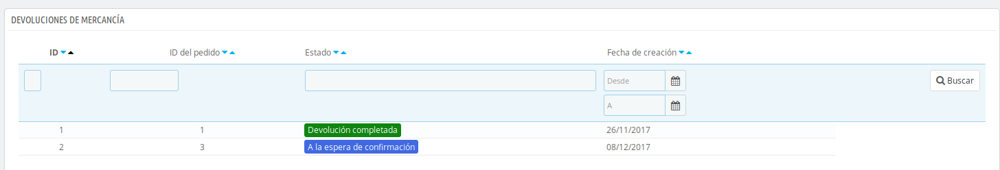 DEVOLUCIONES DE MERCANCÍA
ID ID del pedido Estado Fecha de creación
Desde Buscar
A
1 1 Devolución completada 26/11/2017
2 3 A la espera de confirmación 08/12/2017